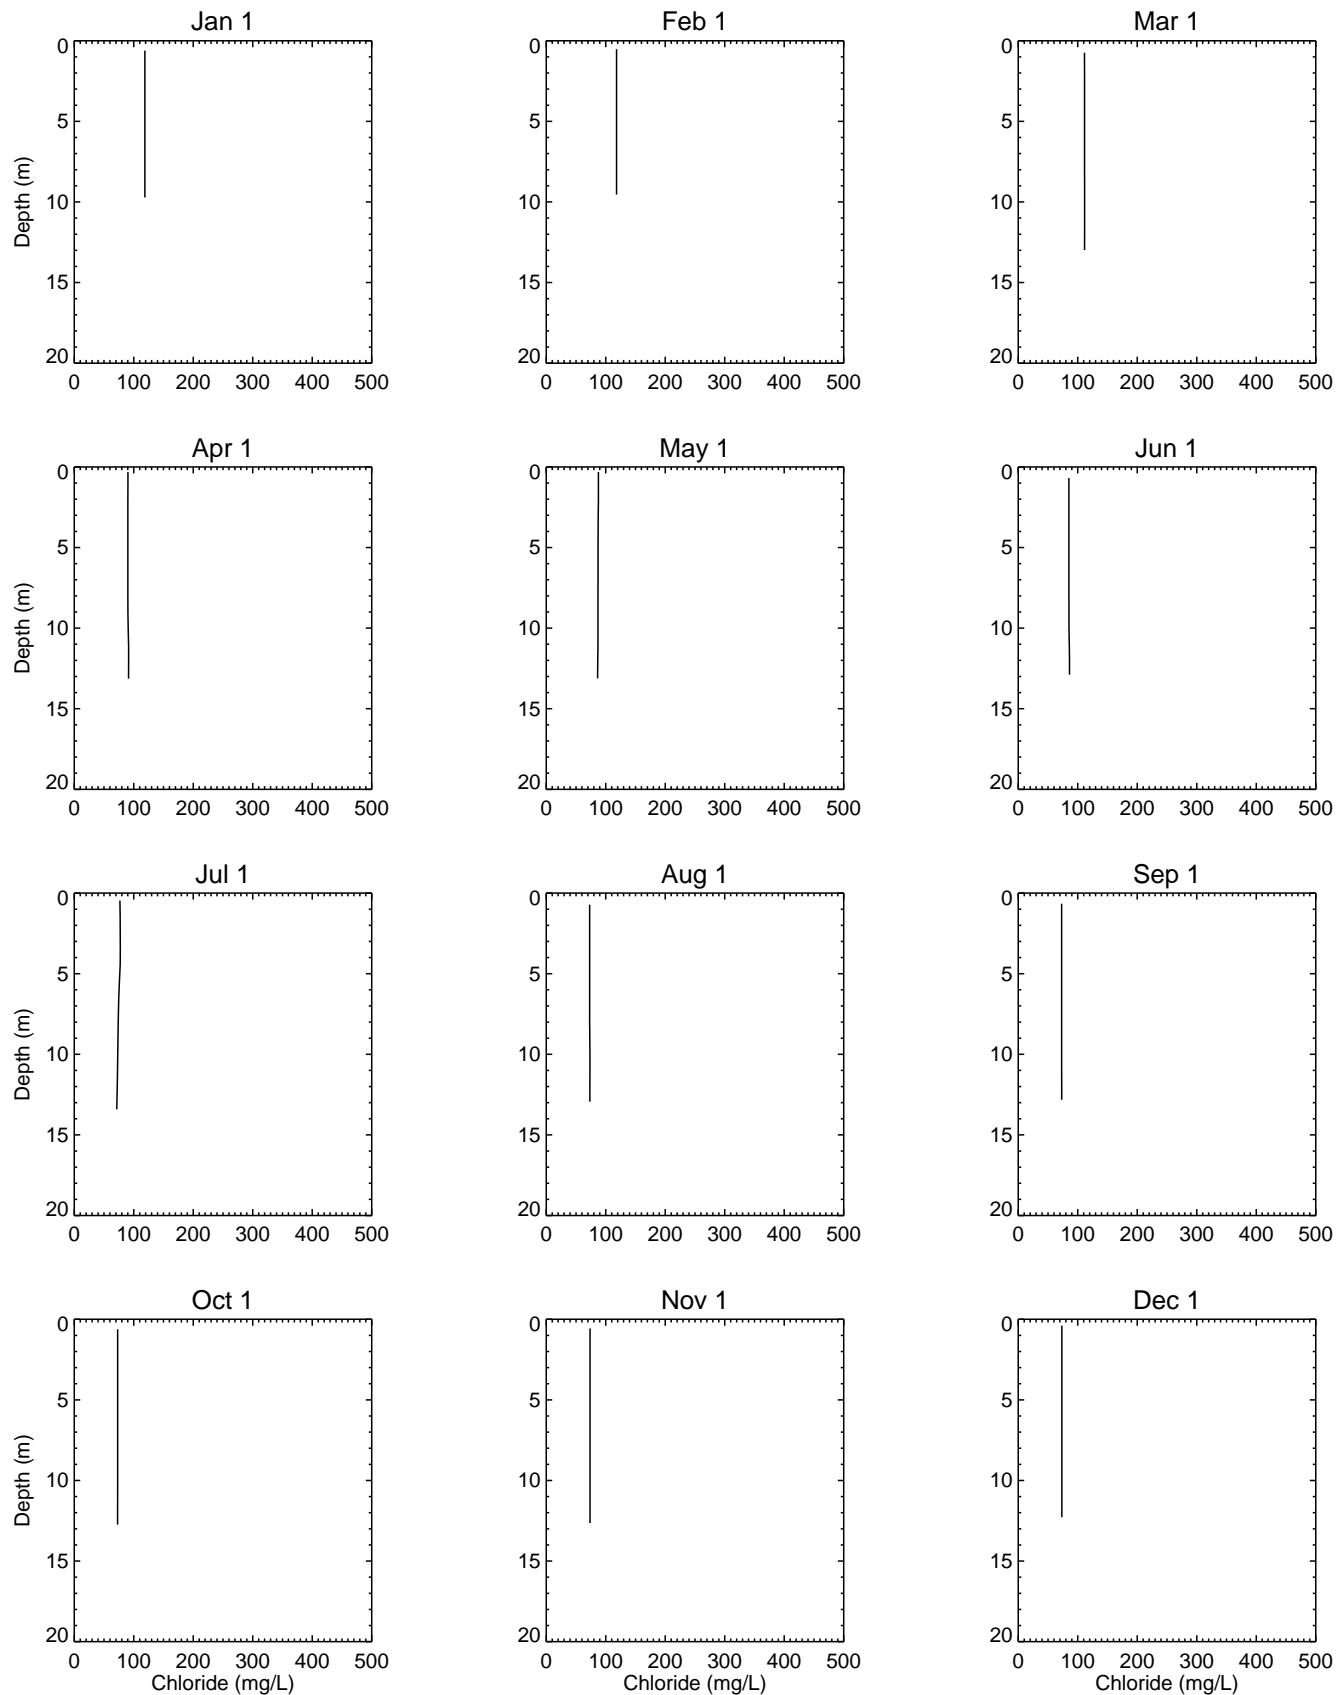 Jan 1 Feb 1 Mar 1
0 0 0
5 5 5
Depth (m)
10 10 10
15 15 15
20 20 20
0 100 200 300 400 500 0 100 200 300 400 500 0 100 200 300 400 500
Apr 1 May 1 Jun 1
0 0 0
5 5 5
Depth (m)
10 10 10
15 15 15
20 20 20
0 100 200 300 400 500 0 100 200 300 400 500 0 100 200 300 400 500
Jul 1 Aug 1 Sep 1
0 0 0
5 5 5
Depth (m)
10 10 10
15 15 15
20 20 20
0 100 200 300 400 500 0 100 200 300 400 500 0 100 200 300 400 500
Oct 1 Nov 1 Dec 1
0 0 0
5 5 5
Depth (m)
10 10 10
15 15 15
20 20 20
0 100 200 300 400 500 0 100 200 300 400 500 0 100 200 300 400 500
Chloride (mg/L) Chloride (mg/L) Chloride (mg/L)